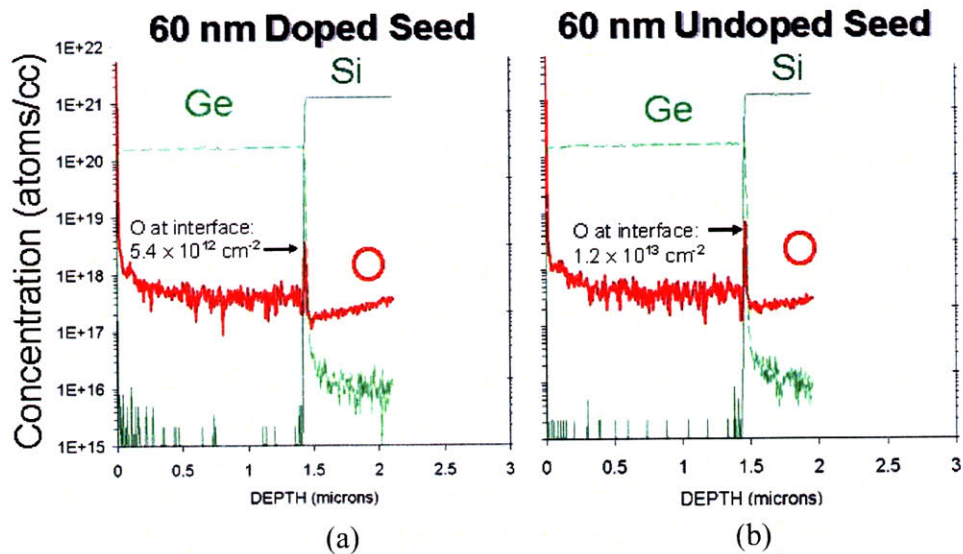 60 nm Doped Seed
60 nm Undoped Seed
Concentration (atoms/cc)
1E+22
1E+21
1E+20
1E+19
1E+18
1E+17
1E+16
1E+15
Si
Ge
O at interface:
5.4 x 10¹² cm⁻²
O
0
0.5
1
1.5
2
2.5
3
DEPTH (microns)
(a)
Si
Ge
O at interface:
1.2 x 10¹³ cm⁻²
O
0
0.5
1
1.5
2
2.5
3
DEPTH (microns)
(b)